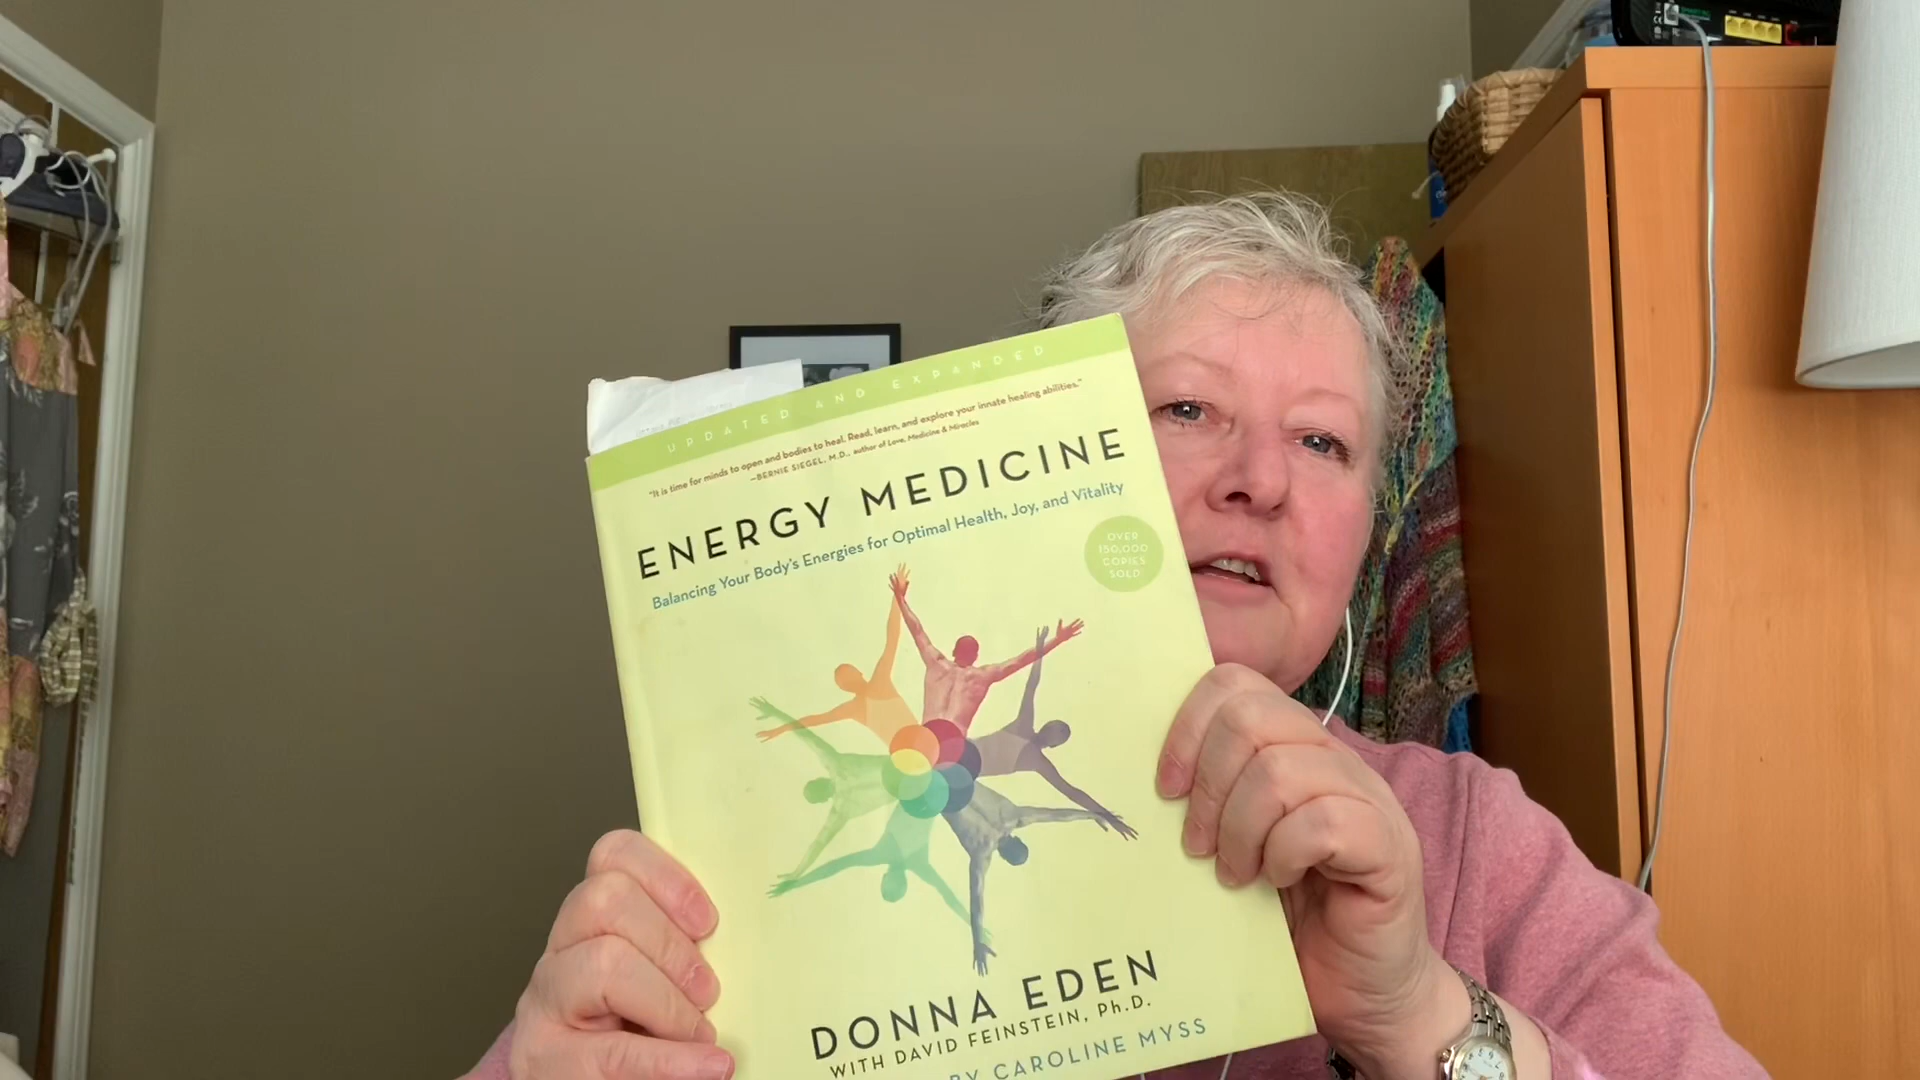 UPDATED AND EXPANDED
"It is time for minds to open and bodies to heal. Read, learn, and explore your innate healing abilities."
—BERNIE SIEGEL, M.D., author of Love, Medicine & Miracles
ENERGY MEDICINE
Balancing Your Body's Energies for Optimal Health, Joy, and Vitality
OVER
150,000
COPIES
SOLD
DONNA EDEN
WITH DAVID FEINSTEIN, Ph.D.
BY CAROLINE MYSS